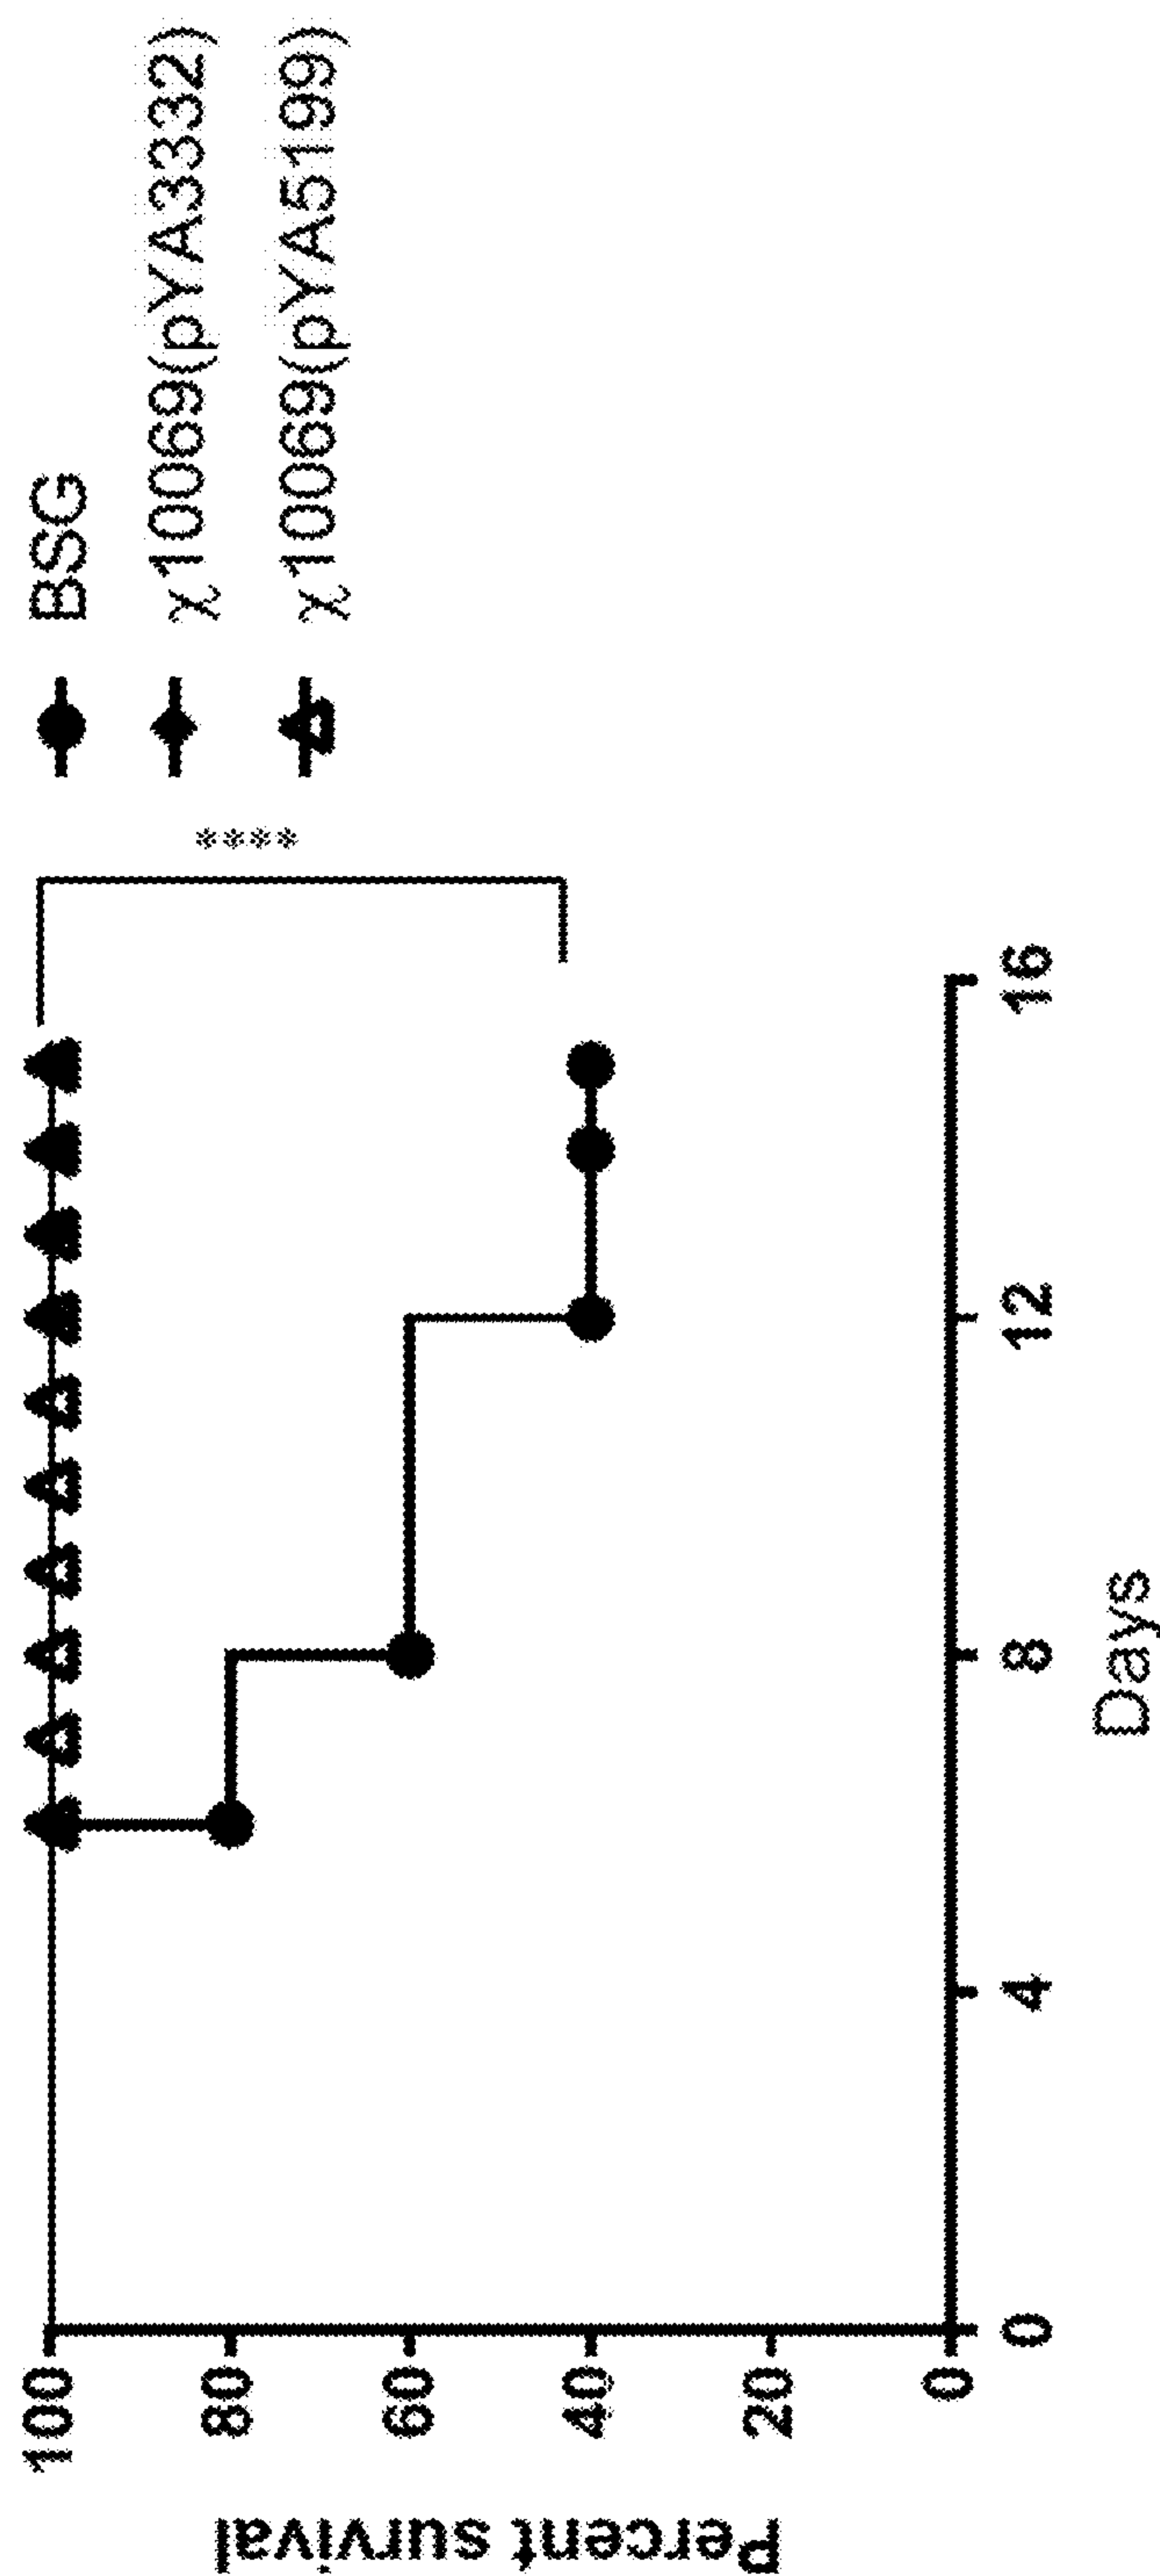 BSG
χ10069(pYA3332)
χ10069(pYA5199)
****
100
80
60
40
20
0
Percent survival
0 4 8 12 16
Days